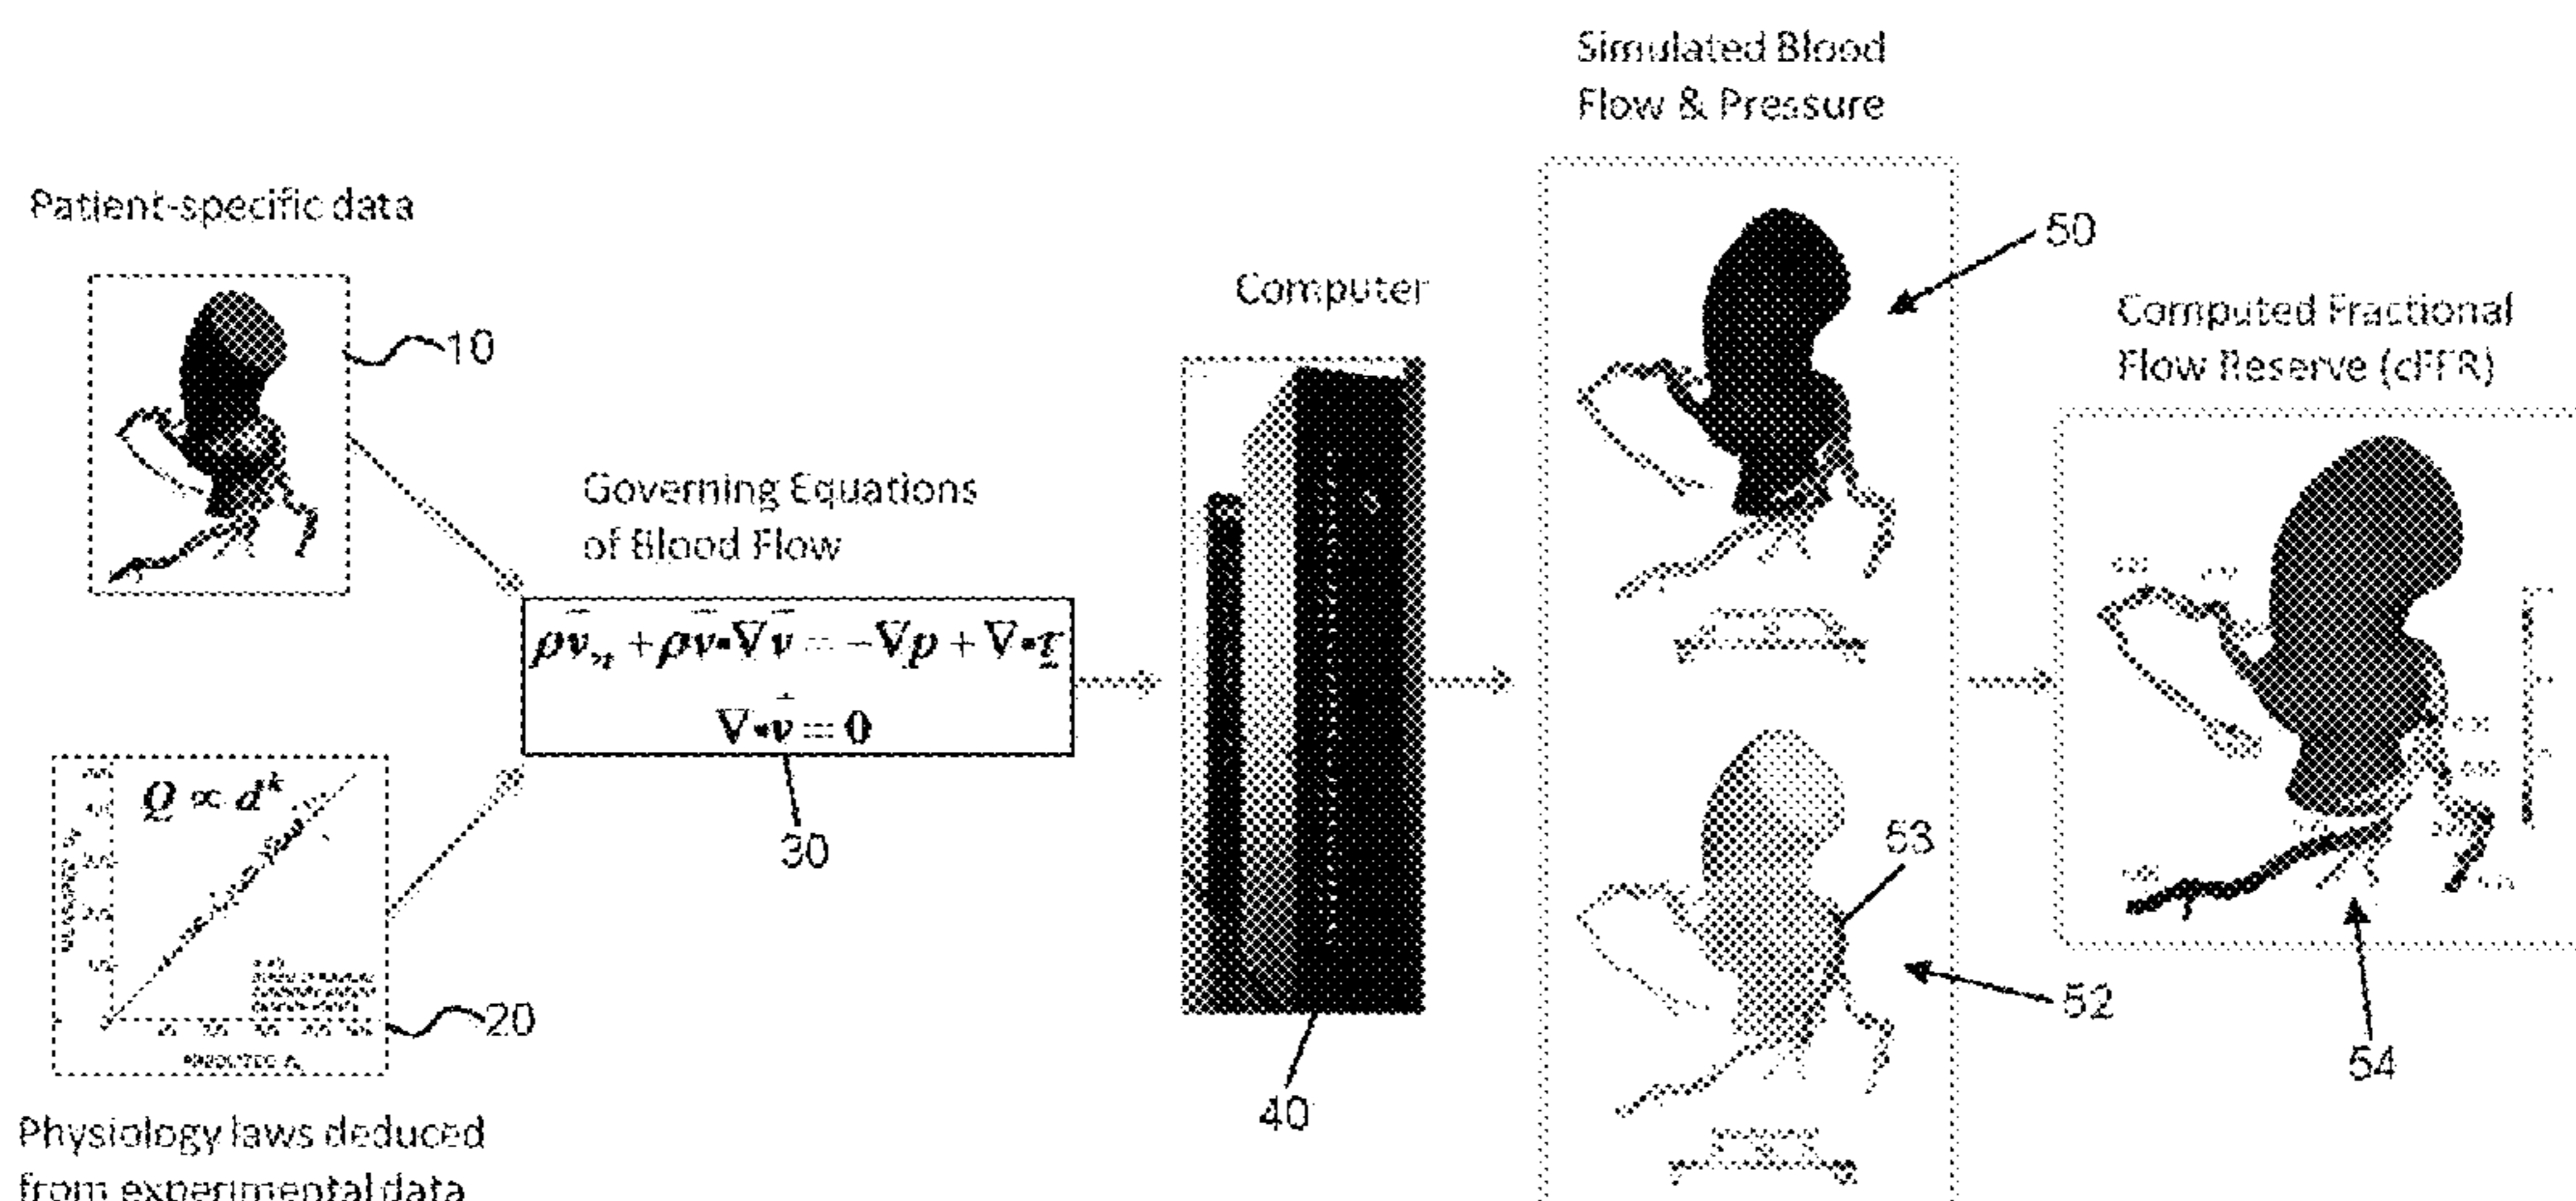 Simulated Blood
Flow & Pressure
Patient-specific data
50
Computer
Computed Fractional
Flow Reserve (cFFR)
10
Governing Equations
of Blood Flow
ρv⃗,ₜ + ρv⃗•∇v⃗ = −∇p + ∇•τ
∇•v⃗ = 0
Q ∝ dᵏ
30
53
52
20
54
40
Physiology laws deduced
from experimental data